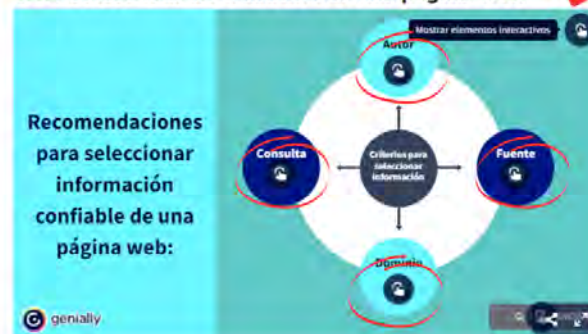 Mostrar elementos interactivos
Autor
Recomendaciones
para seleccionar
información
confiable de una
página web:
Consulta
Criterios para
seleccionar
información
Fuente
Dominio
genially